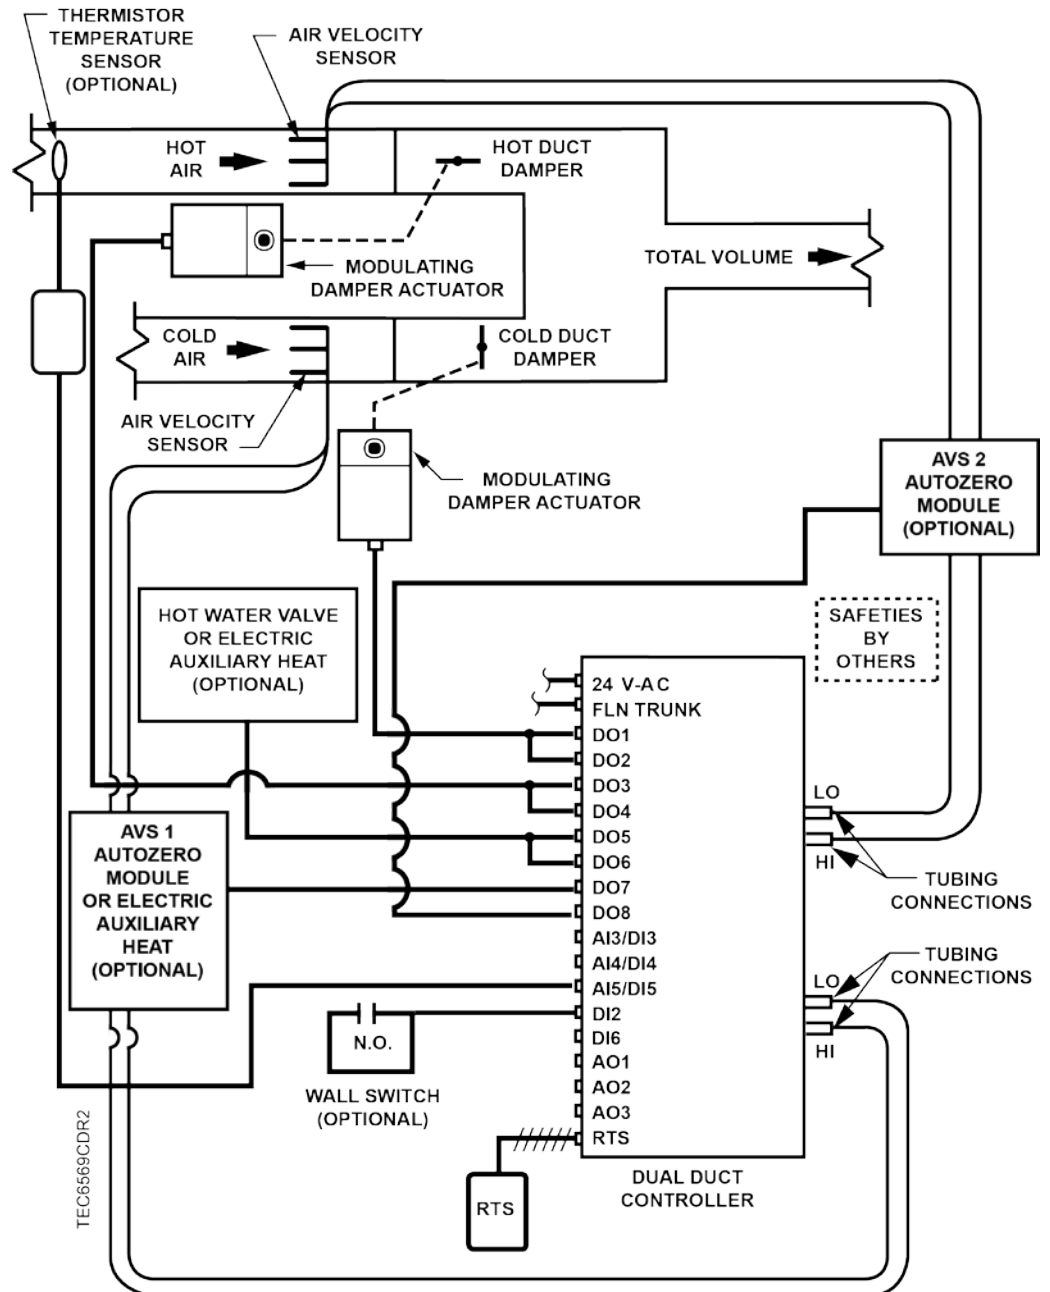 THERMISTOR
TEMPERATURE
SENSOR
(OPTIONAL)
AIR VELOCITY
SENSOR
HOT
AIR
HOT DUCT
DAMPER
MODULATING
DAMPER ACTUATOR
TOTAL VOLUME
COLD
AIR
COLD DUCT
DAMPER
AIR VELOCITY
SENSOR
MODULATING
DAMPER ACTUATOR
AVS 2
AUTOZERO
MODULE
(OPTIONAL)
HOT WATER VALVE
OR ELECTRIC
AUXILIARY HEAT
(OPTIONAL)
SAFETIES
BY
OTHERS
24 V-AC
FLN TRUNK
DO1
DO2
DO3
DO4
DO5
DO6
DO7
DO8
AI3/DI3
AI4/DI4
AI5/DI5
DI2
DI6
AO1
AO2
AO3
RTS
LO
HI
TUBING
CONNECTIONS
TUBING
CONNECTIONS
LO
HI
AVS 1
AUTOZERO
MODULE
OR ELECTRIC
AUXILIARY
HEAT
(OPTIONAL)
N.O.
WALL SWITCH
(OPTIONAL)
RTS
DUAL DUCT
CONTROLLER
TEC6569CDR2